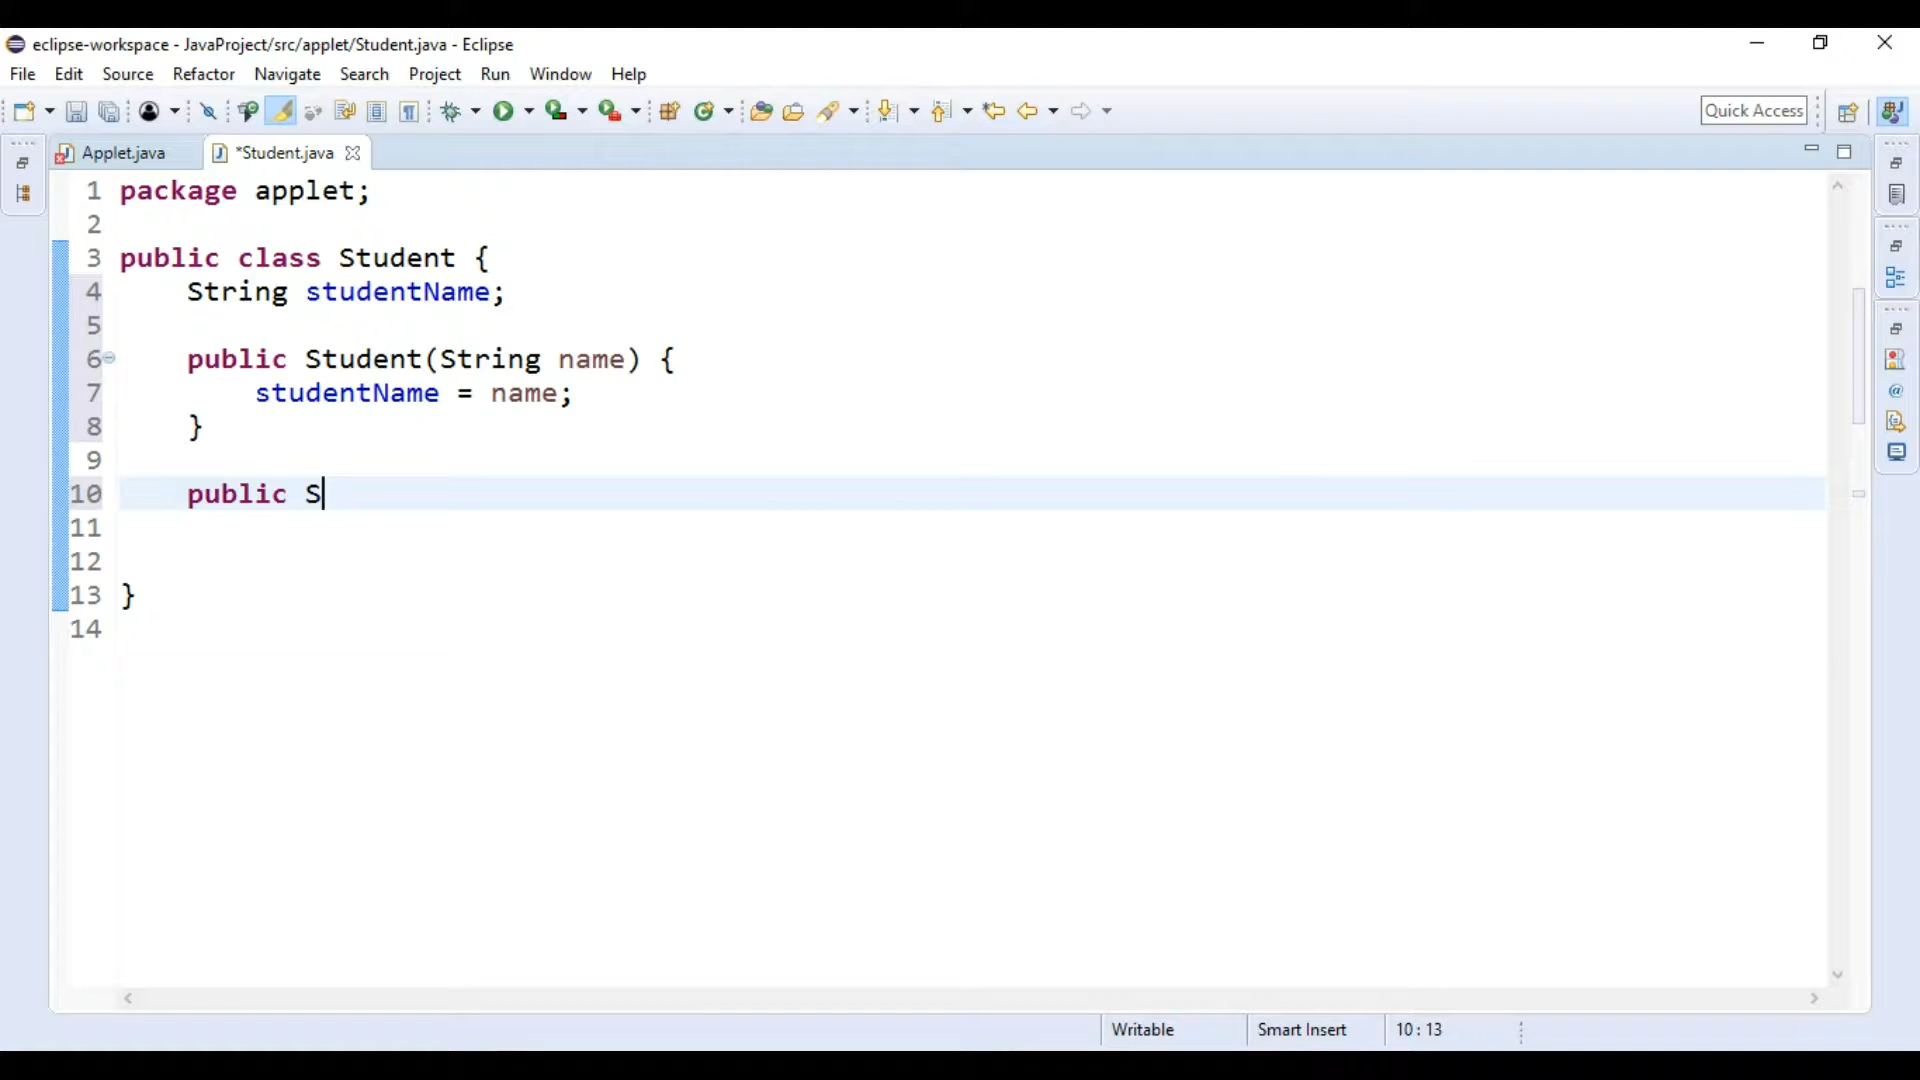 eclipse-workspace - JavaProject/src/applet/Student.java - Eclipse
File Edit Source Refactor Navigate Search Project Run Window Help
Quick Access
Applet.java *Student.java
1 package applet;
2
3 public class Student {
4 String studentName;
5
6 public Student(String name) {
7 studentName = name;
8 }
9
10 public S
11
12
13 }
14
Writable Smart Insert 10 : 13